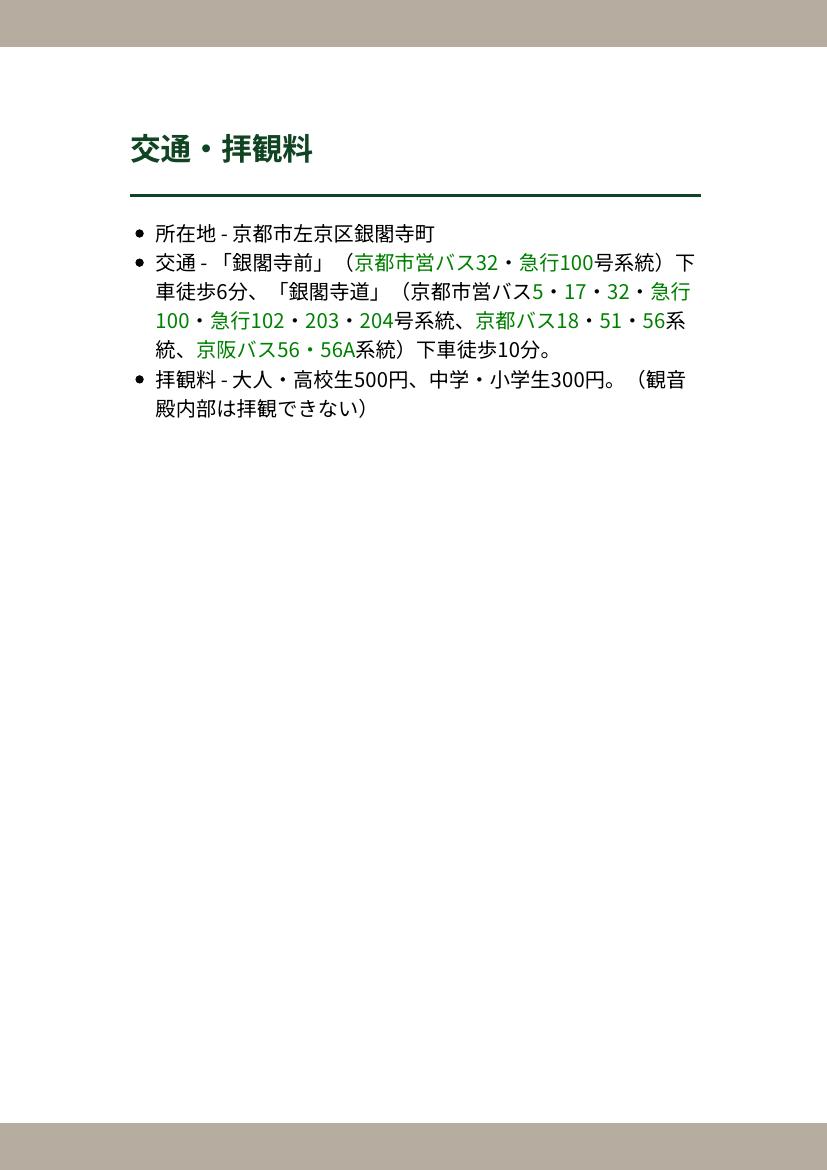 交通・拝観料
所在地 - 京都市左京区銀閣寺町
交通 - 「銀閣寺前」（京都市営バス32・急行100号系統）下
車徒歩6分、「銀閣寺道」（京都市営バス5・17・32・急行
100・急行102・203・204号系統、京都バス18・51・56系
統、京阪バス56・56A系統）下車徒歩10分。
拝観料 - 大人・高校生500円、中学・小学生300円。（観音
殿内部は拝観できない）